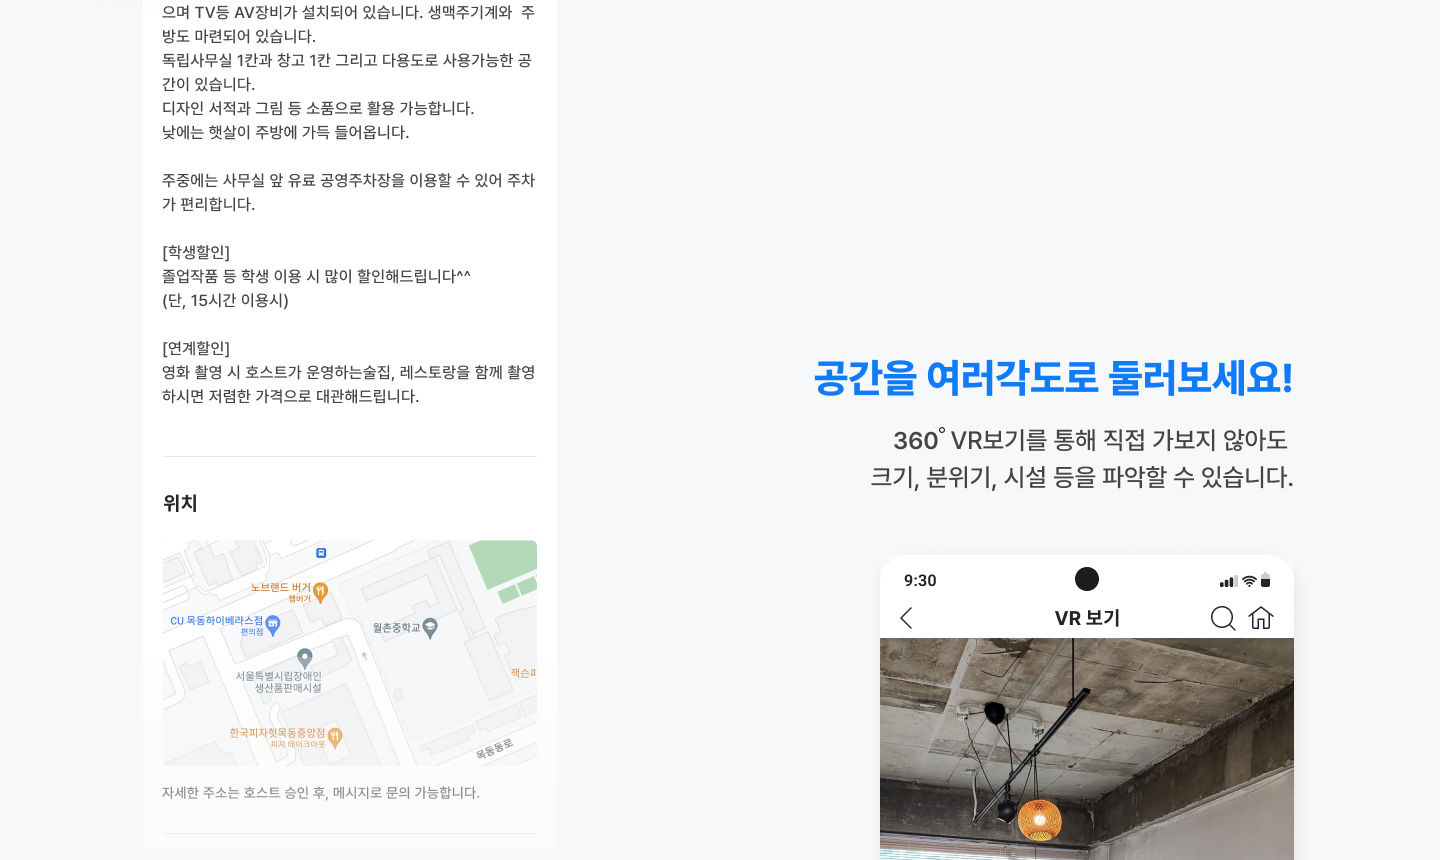 으며 TV등 AV장비가 설치되어 있습니다. 생맥주기계와 주
방도 마련되어 있습니다.
독립사무실 1칸과 창고 1칸 그리고 다용도로 사용가능한 공
간이 있습니다.
디자인 서적과 그림 등 소품으로 활용 가능합니다.
낮에는 햇살이 주방에 가득 들어옵니다.
주중에는 사무실 앞 유료 공영주차장을 이용할 수 있어 주차
가 편리합니다.
[학생할인]
졸업작품 등 학생 이용 시 많이 할인해드립니다^^
(단, 15시간 이용시)
[연계할인]
영화 촬영 시 호스트가 운영하는술집, 레스토랑을 함께 촬영
하시면 저렴한 가격으로 대관해드립니다.
위치
노브랜드 버거
햄버거
CU 목동하이베라스점
편의점
월촌중학교
서울특별시립장애인
생산품판매시설
잭슨피
한국피자헛목동중앙점
피자 테이크아웃
목동동로
자세한 주소는 호스트 승인 후, 메시지로 문의 가능합니다.
공간을 여러각도로 둘러보세요!
360° VR보기를 통해 직접 가보지 않아도
크기, 분위기, 시설 등을 파악할 수 있습니다.
9:30
VR 보기